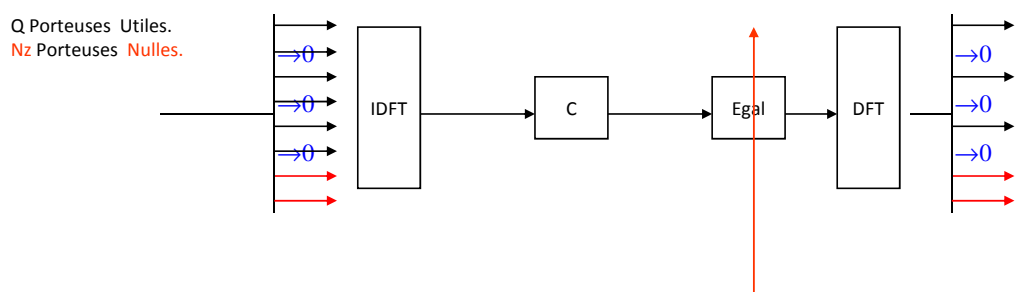 Q Porteuses Utiles.
Nz Porteuses Nulles.
→0
→0
→0
IDFT
C
Egal
DFT
→0
→0
→0